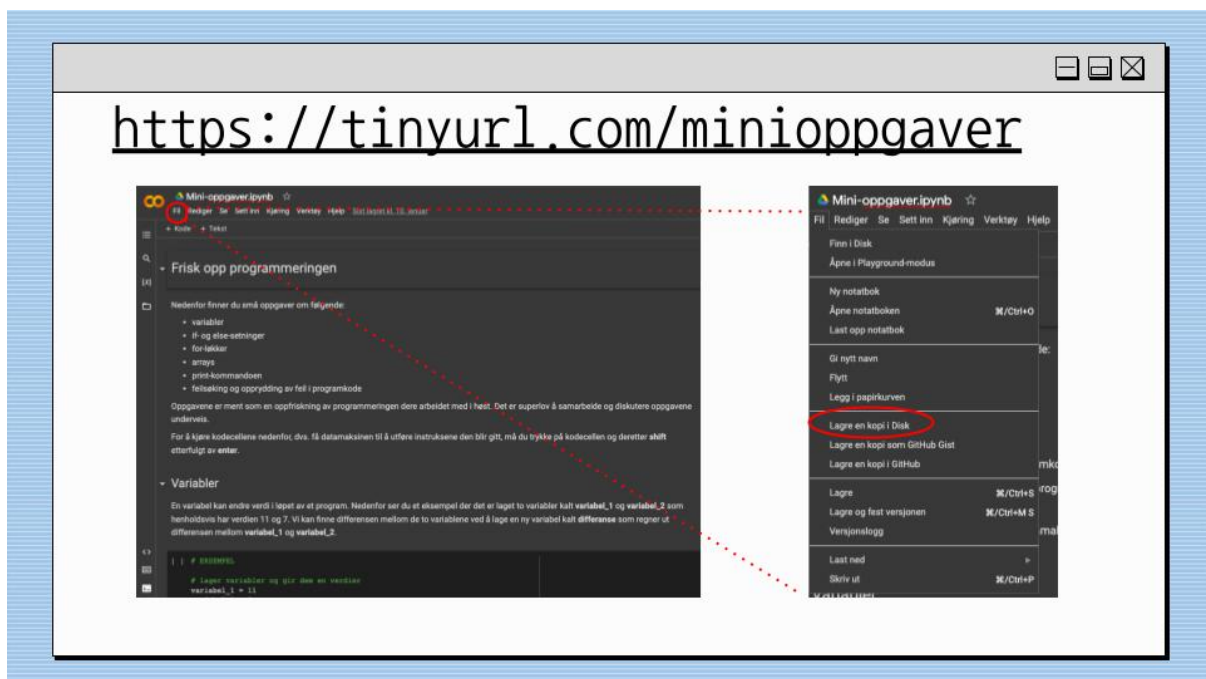 https://tinyurl.com/minioppgaver
Mini-oppgaver.ipynb
Fil Rediger Se Sett inn Kjøring Verktøy Hjelp
+ Kode + Tekst
Frisk opp programmeringen
Nedenfor finner du små oppgaver om følgende:
variabler
if- og else-setninger
for-løkker
arrays
print-kommandoen
feilsøking og opprydding av feil i programkode
Oppgavene er ment som en oppfriskning av programmeringen dere arbeidet med i høst. Det er superlov å samarbeide og diskutere oppgavene
underveis.
For å kjøre kodecellene nedenfor, dvs. få datamaksinen til å utføre instruksene den blir gitt, må du trykke på kodecellen og deretter shift
etterfulgt av enter.
Variabler
En variabel kan endre verdi i løpet av et program. Nedenfor ser du et eksempel der det er laget to variabler kalt variabel_1 og variabel_2 som
henholdsvis har verdien 11 og 7. Vi kan finne differensen mellom de to variablene ved å lage en ny variabel kalt differanse som regner ut
differensen mellom variabel_1 og variabel_2.
[ ] # EKSEMPEL
# Lager variabler og gir dem en verdier
variabel_1 = 11
Mini-oppgaver.ipynb
Fil Rediger Se Sett inn Kjøring Verktøy Hjelp
Finn i Disk
Åpne i Playground-modus
Ny notatbok
Åpne notatboken ⌘/Ctrl+O
Last opp notatbok
Gi nytt navn
Flytt
Legg i papirkurven
Lagre en kopi i Disk
Lagre en kopi som GitHub Gist
Lagre en kopi i GitHub
Lagre ⌘/Ctrl+S
Lagre og fest versjonen ⌘/Ctrl+M S
Versjonslogg
Last ned
Skriv ut ⌘/Ctrl+P